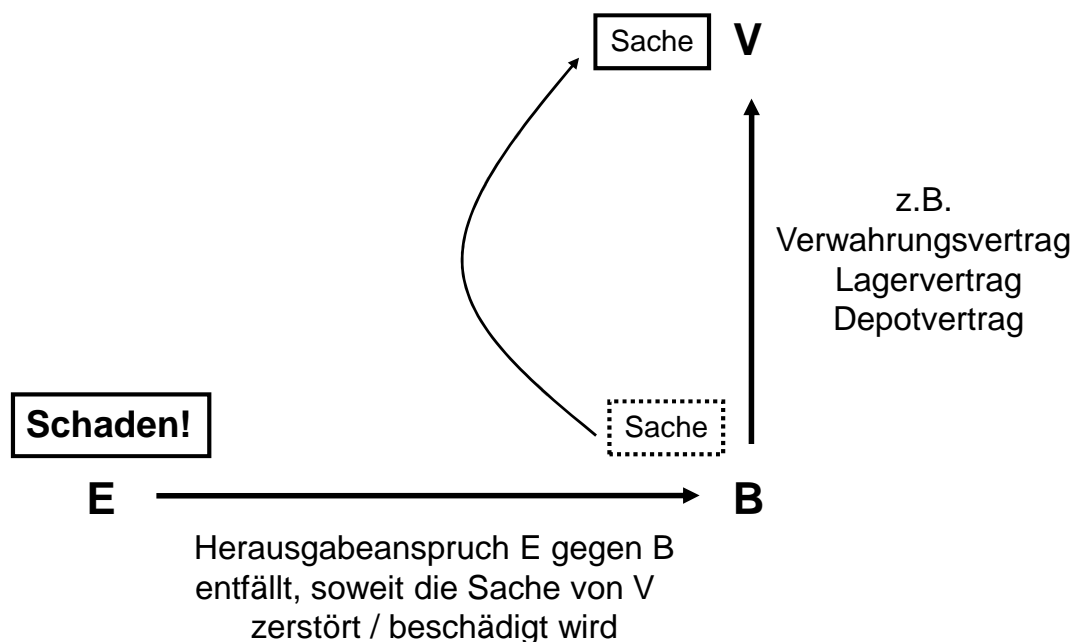 Sache V
z.B.
Verwahrungsvertrag
Lagervertrag
Depotvertrag
Schaden!
Sache
E B
Herausgabeanspruch E gegen B
entfällt, soweit die Sache von V
zerstört / beschädigt wird